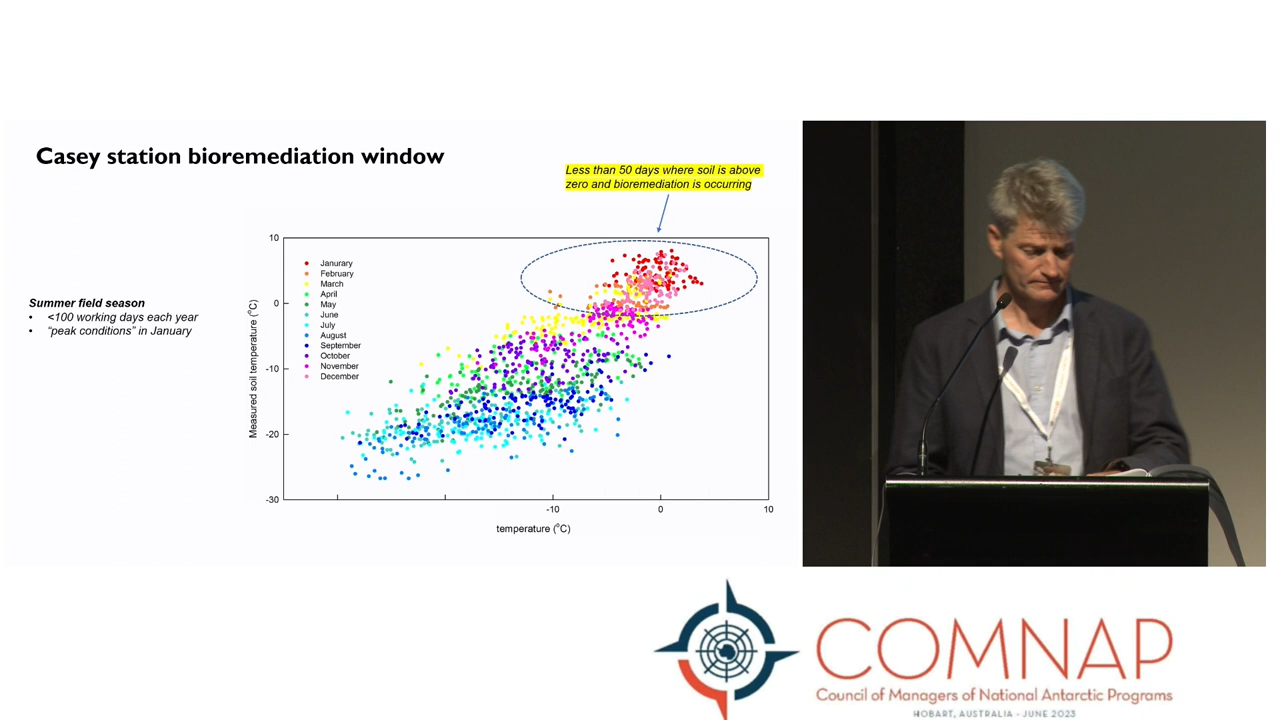 Casey station bioremediation window
Less than 50 days where soil is above
zero and bioremediation is occurring
Summer field season
• <100 working days each year
• “peak conditions” in January
Measured soil temperature (°C)
10
0
-10
-20
-30
Janurary
February
March
April
May
June
July
August
September
October
November
December
-10
0
10
temperature (°C)
COMNAP
Council of Managers of National Antarctic Programs
HOBART, AUSTRALIA - JUNE 2023